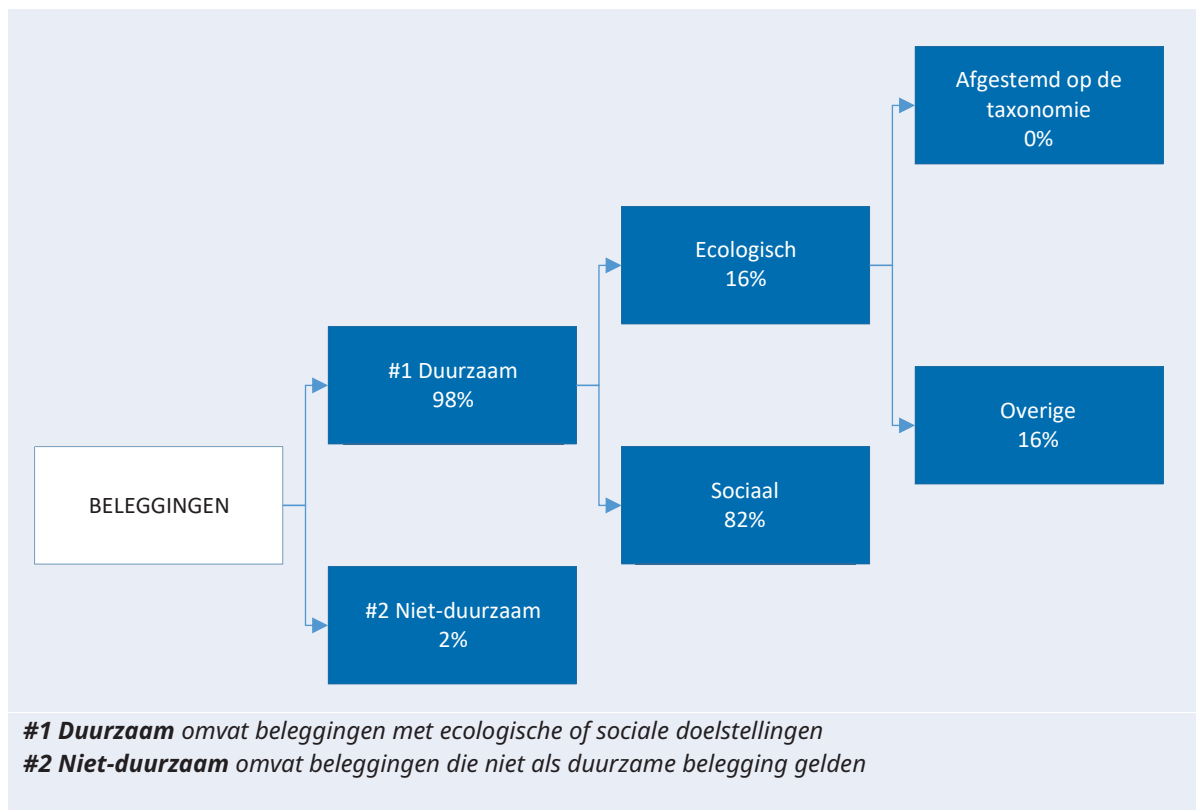 Afgestemd op de
taxonomie
0%
Ecologisch
16%
#1 Duurzaam
98%
Overige
16%
BELEGGINGEN
Sociaal
82%
#2 Niet-duurzaam
2%
#1 Duurzaam omvat beleggingen met ecologische of sociale doelstellingen
#2 Niet-duurzaam omvat beleggingen die niet als duurzame belegging gelden